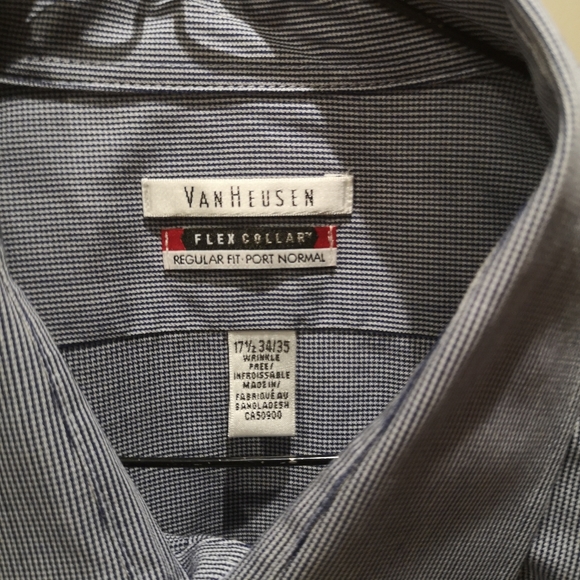 VANHEUSEN
FLEX COLLAR™
REGULAR FIT·PORT NORMAL
17½ 34/35
WRINKLE
FREE/
INFROISSABLE
MADE IN/
FABRIQUÉ AU
BANGLADESH
CA50900